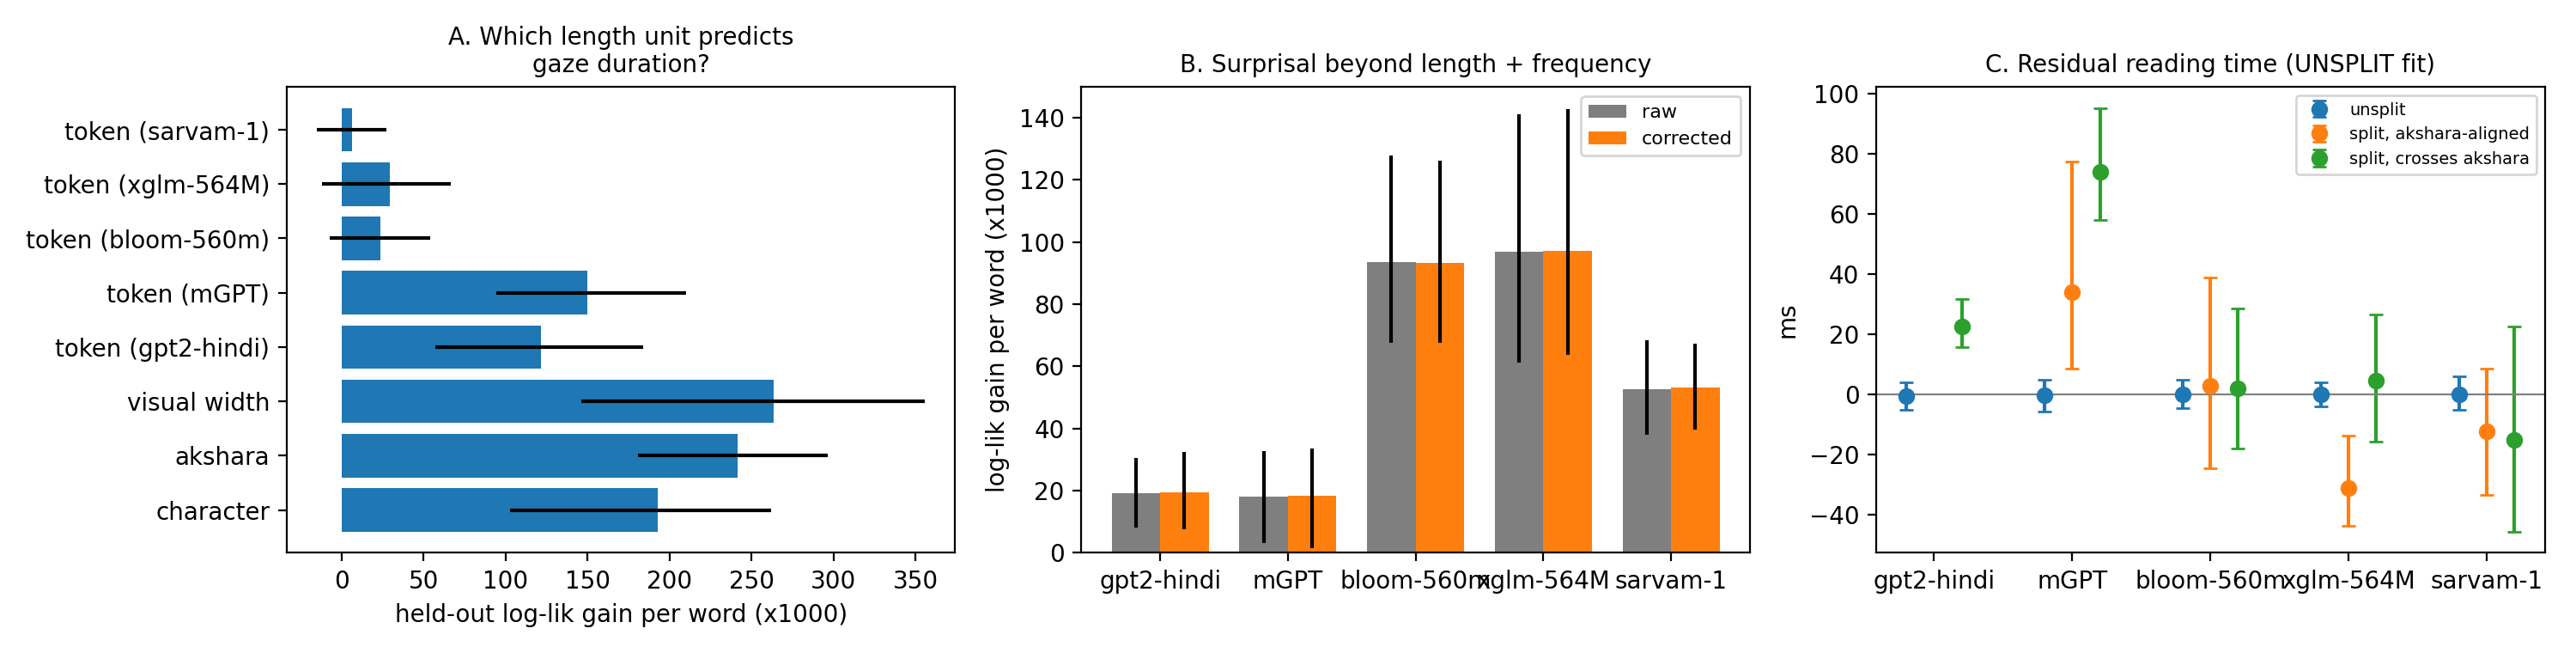 A. Which length unit predicts
gaze duration?
token (sarvam-1)
token (xglm-564M)
token (bloom-560m)
token (mGPT)
token (gpt2-hindi)
visual width
akshara
character
0 50 100 150 200 250 300 350
held-out log-lik gain per word (x1000)
B. Surprisal beyond length + frequency
log-lik gain per word (x1000)
140
120
100
80
60
40
20
0
raw
corrected
gpt2-hindi mGPT bloom-560m xglm-564M sarvam-1
C. Residual reading time (UNSPLIT fit)
ms
100
80
60
40
20
0
−20
−40
unsplit
split, akshara-aligned
split, crosses akshara
gpt2-hindi mGPT bloom-560m xglm-564M sarvam-1